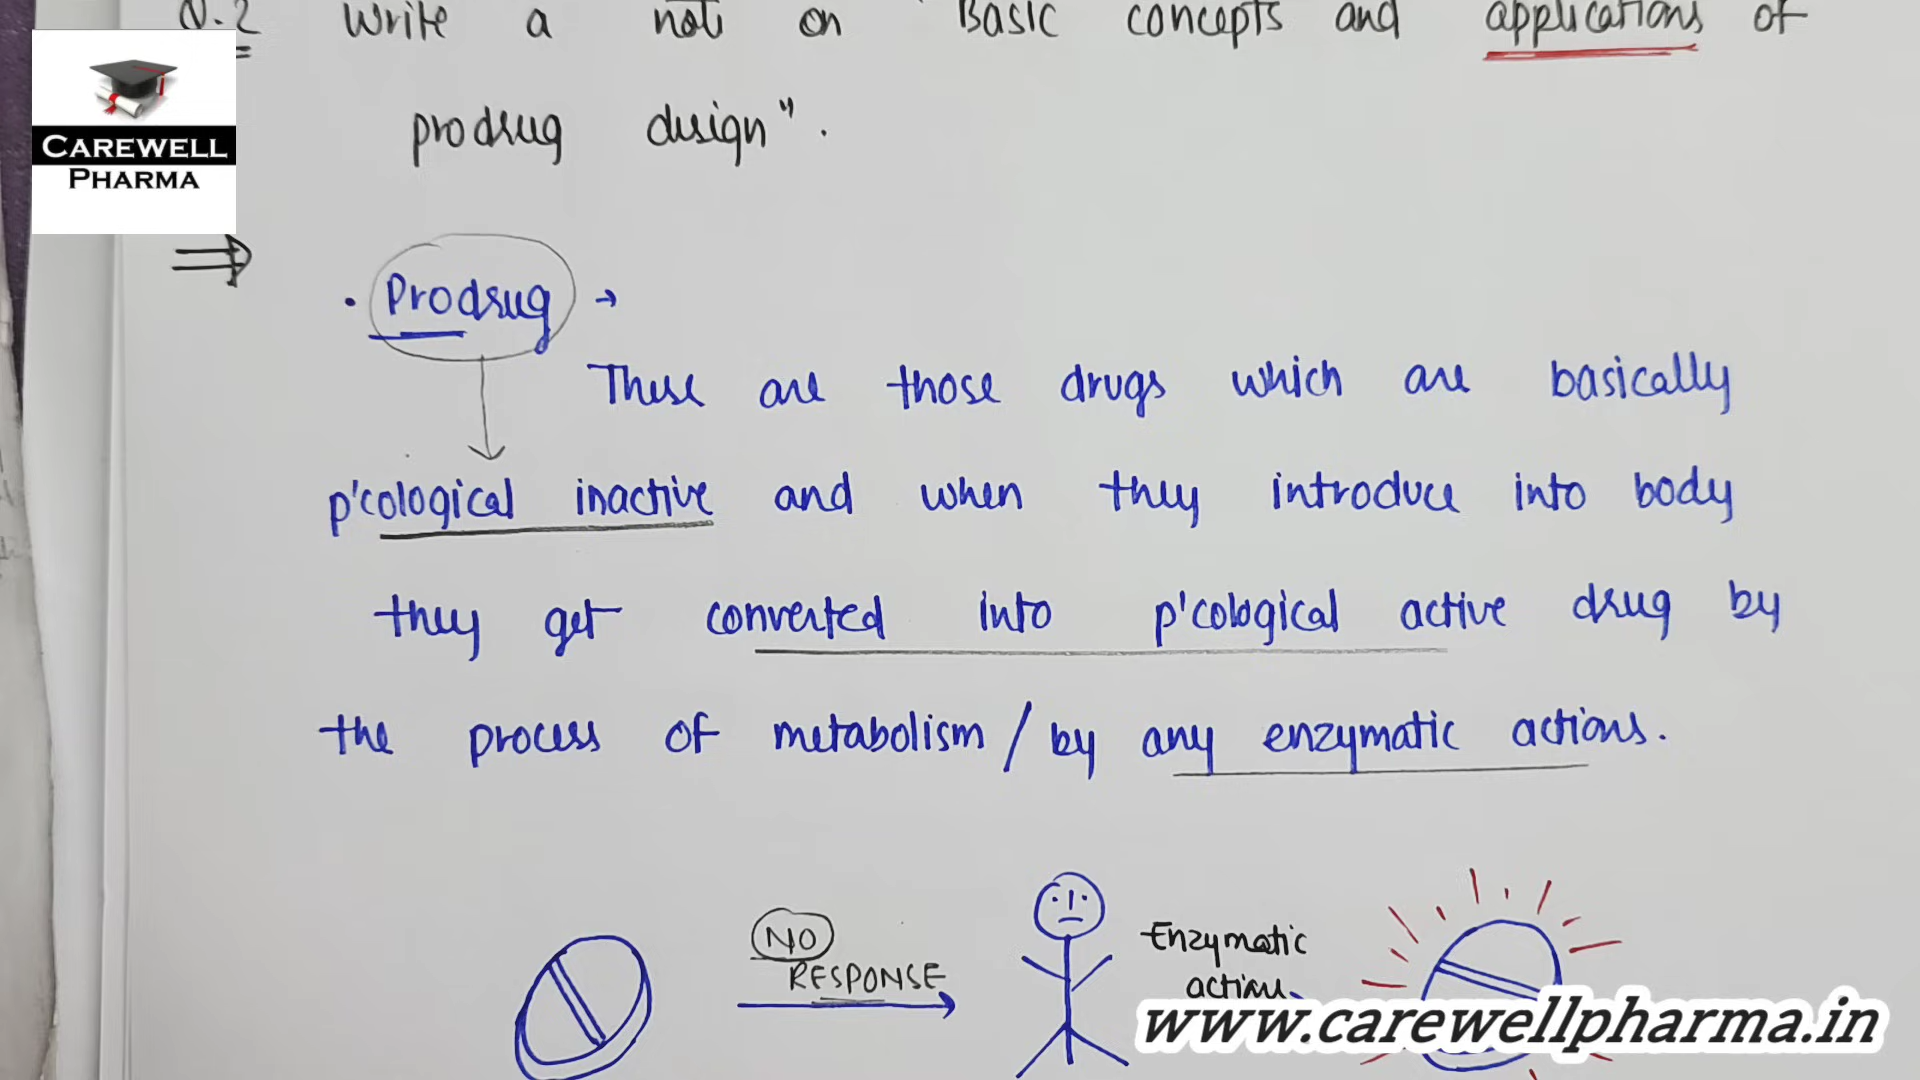 Q.2 Write a not on "Basic concepts and applications of
prodrug design".
CAREWELL
PHARMA
• Prodrug →
These are those drugs which are basically
p'cological inactive and when they introduce into body
they get converted into p'cological active drug by
the process of metabolism / by any enzymatic actions.
NO
RESPONSE
Enzymatic
action
www.carewellpharma.in